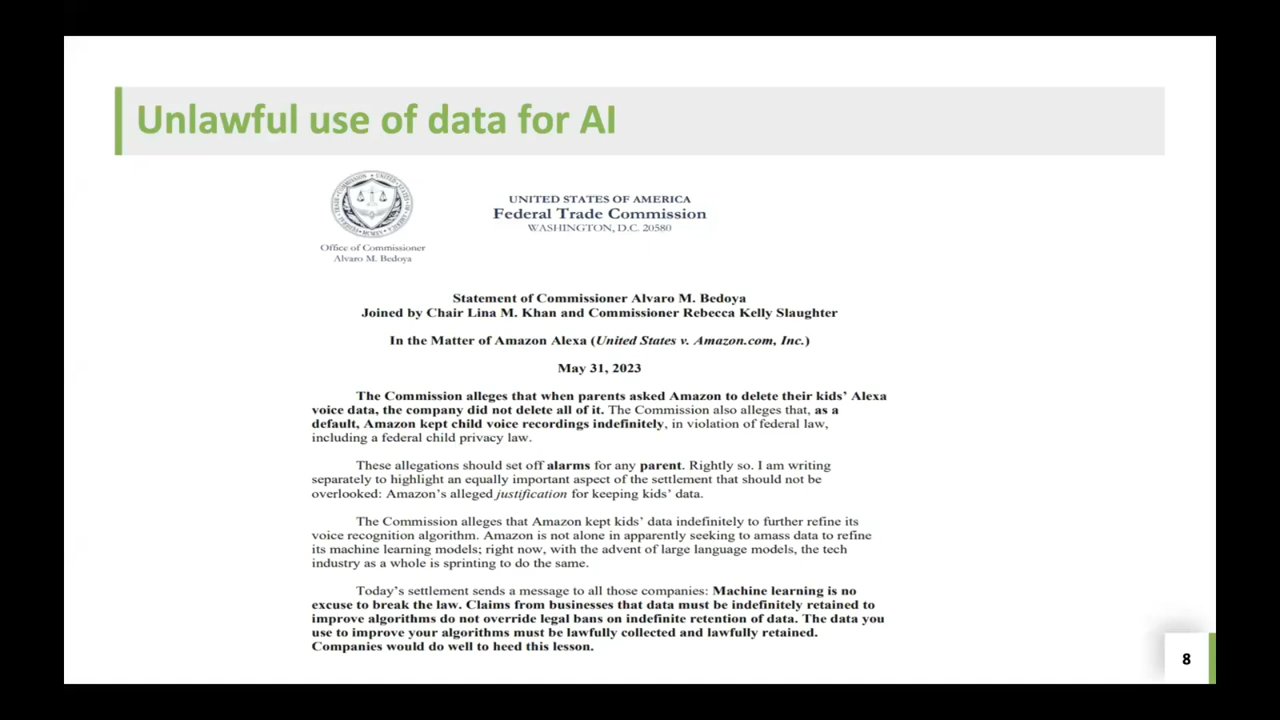 Unlawful use of data for AI
Office of Commissioner
Alvaro M. Bedoya
UNITED STATES OF AMERICA
Federal Trade Commission
WASHINGTON, D.C. 20580
Statement of Commissioner Alvaro M. Bedoya
Joined by Chair Lina M. Khan and Commissioner Rebecca Kelly Slaughter
In the Matter of Amazon Alexa (United States v. Amazon.com, Inc.)
May 31, 2023
The Commission alleges that when parents asked Amazon to delete their kids' Alexa
voice data, the company did not delete all of it. The Commission also alleges that, as a
default, Amazon kept child voice recordings indefinitely, in violation of federal law,
including a federal child privacy law.
These allegations should set off alarms for any parent. Rightly so. I am writing
separately to highlight an equally important aspect of the settlement that should not be
overlooked: Amazon's alleged justification for keeping kids' data.
The Commission alleges that Amazon kept kids' data indefinitely to further refine its
voice recognition algorithm. Amazon is not alone in apparently seeking to amass data to refine
its machine learning models; right now, with the advent of large language models, the tech
industry as a whole is sprinting to do the same.
Today's settlement sends a message to all those companies: Machine learning is no
excuse to break the law. Claims from businesses that data must be indefinitely retained to
improve algorithms do not override legal bans on indefinite retention of data. The data you
use to improve your algorithms must be lawfully collected and lawfully retained.
Companies would do well to heed this lesson.
8